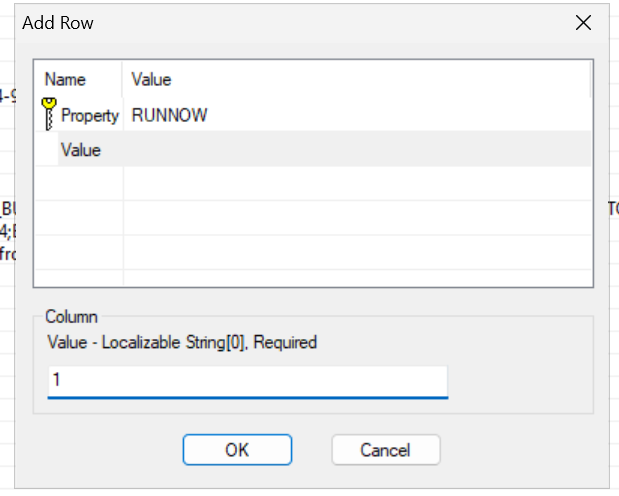 Add Row
Name Value
Property RUNNOW
Value
Column
Value - Localizable String[0], Required
1
OK Cancel